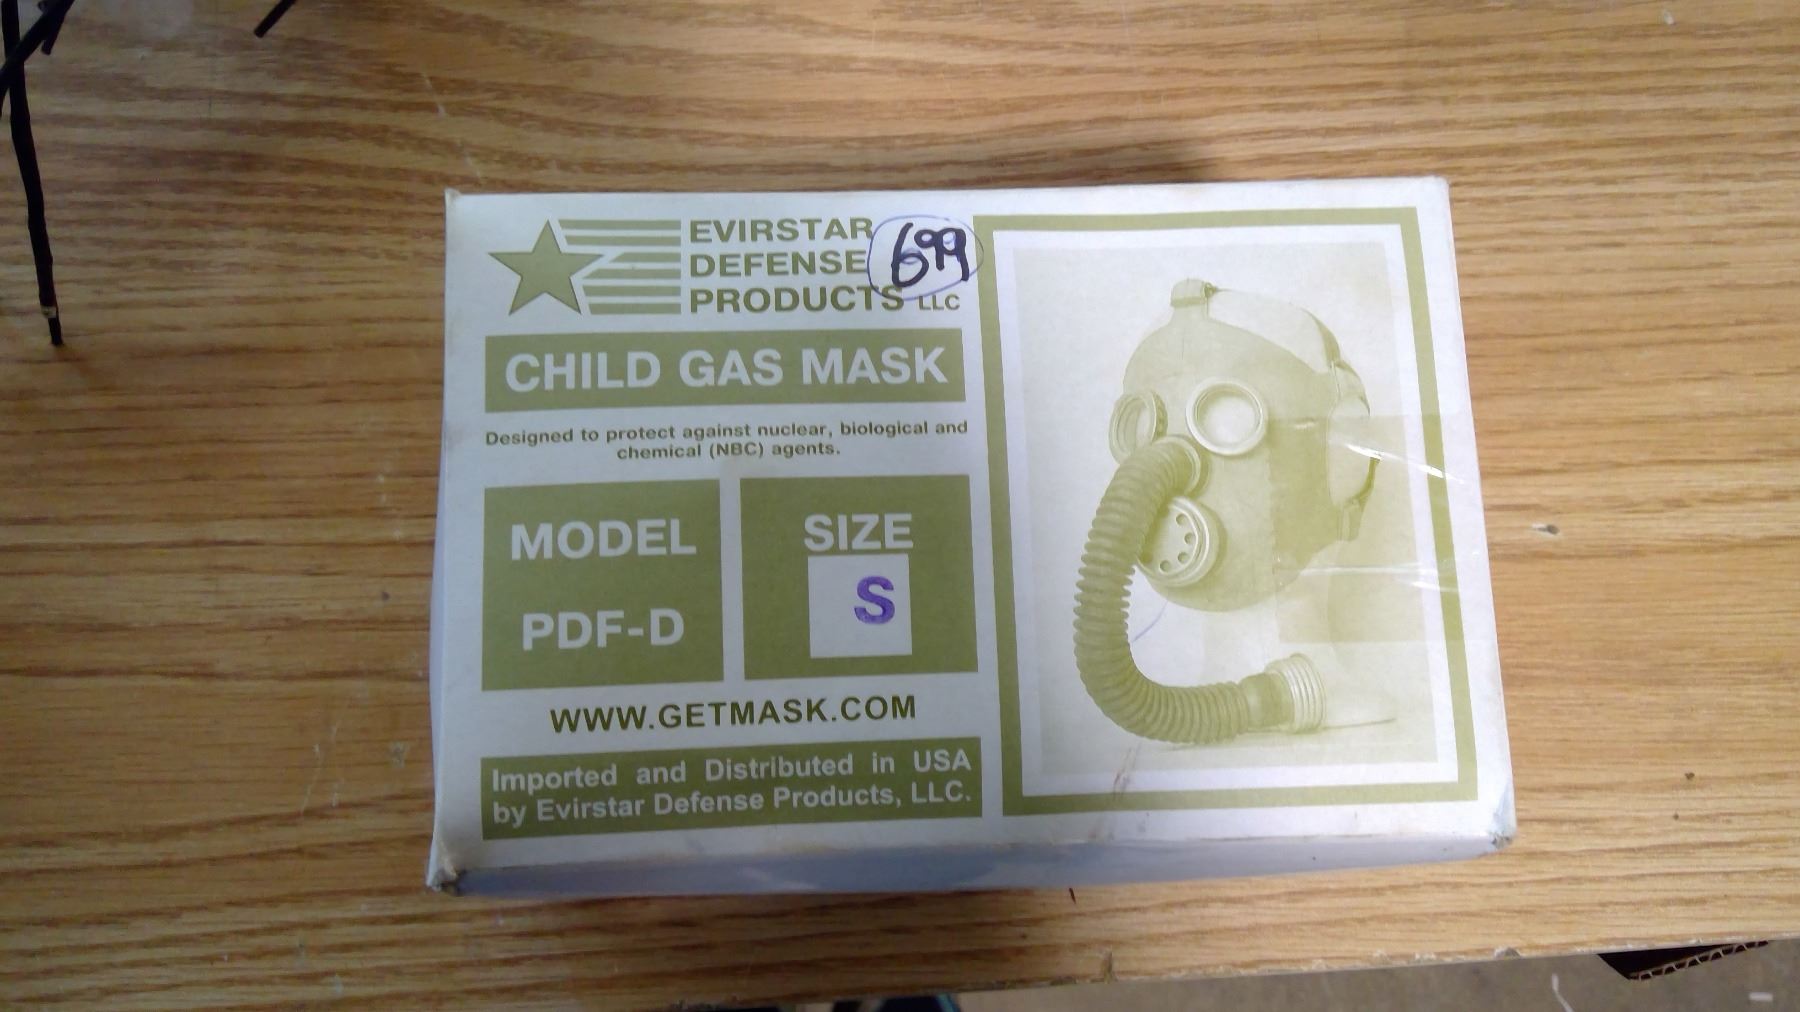 EVIRSTAR
DEFENSE
PRODUCTS LLC
699
CHILD GAS MASK
Designed to protect against nuclear, biological and
chemical (NBC) agents.
MODEL
PDF-D
SIZE
S
WWW.GETMASK.COM
Imported and Distributed in USA
by Evirstar Defense Products, LLC.